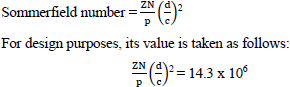 Sommerfield number = ZN/p (d/c)²
For design purposes, its value is taken as follows:
ZN/p (d/c)² = 14.3 x 10⁶